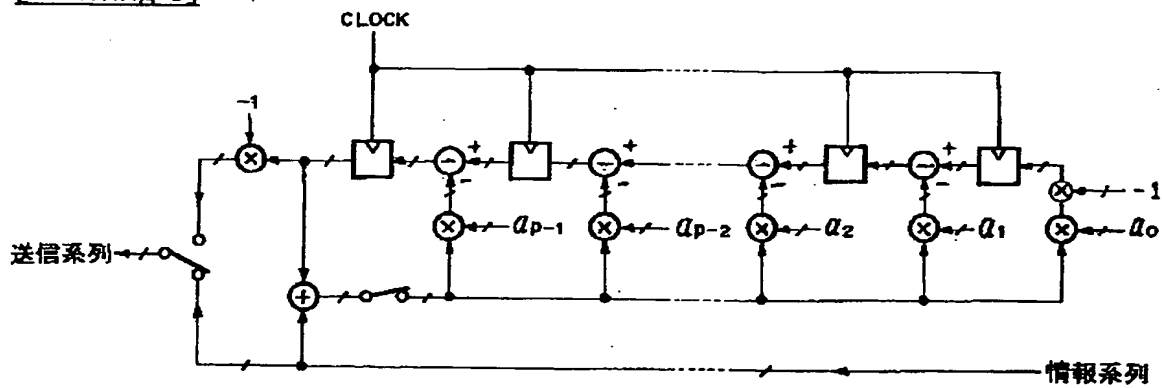 CLOCK
-1
+ + + +
- - - - -1
a_{p-1} a_{p-2} a_2 a_1 a_0
送信系列
情報系列